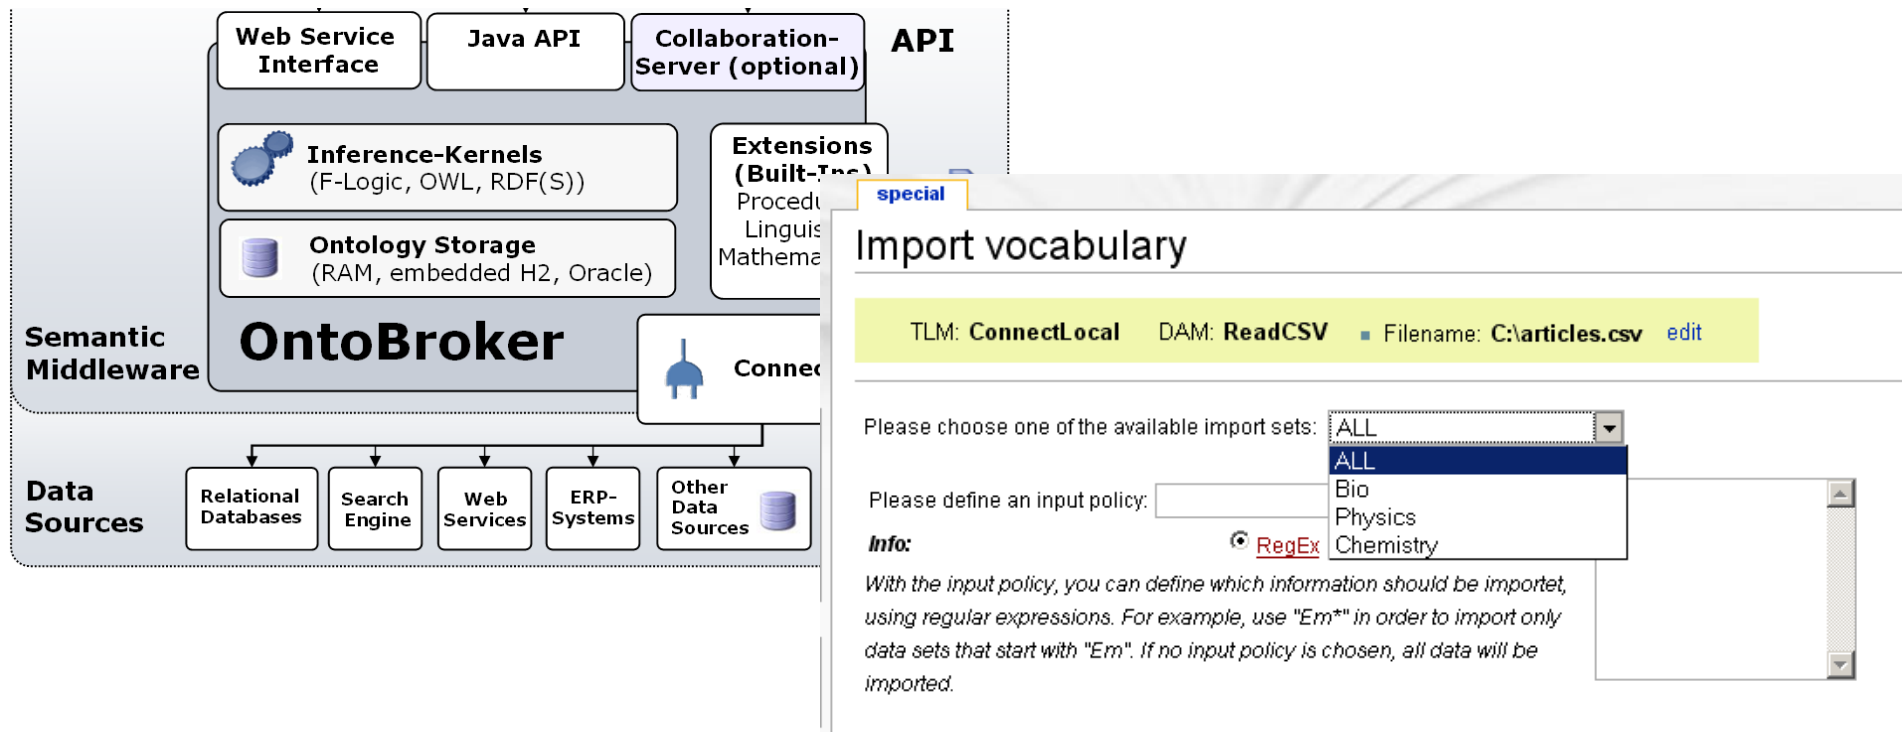 Web Service
Interface
Java API
Collaboration-
Server (optional)
API
Inference-Kernels
(F-Logic, OWL, RDF(S))
Extensions
(Built-Ins)
Ontology Storage
(RAM, embedded H2, Oracle)
OntoBroker
Semantic
Middleware
Data
Sources
Relational
Databases
Search
Engine
Web
Services
ERP-
Systems
Other
Data
Sources
special
Import vocabulary
TLM: ConnectLocal DAM: ReadCSV Filename: C:\articles.csv edit
Please choose one of the available import sets: ALL
ALL
Bio
Physics
Chemistry
Please define an input policy:
Info:
RegEx
With the input policy, you can define which information should be importet,
using regular expressions. For example, use "Em*" in order to import only
data sets that start with "Em". If no input policy is chosen, all data will be
imported.